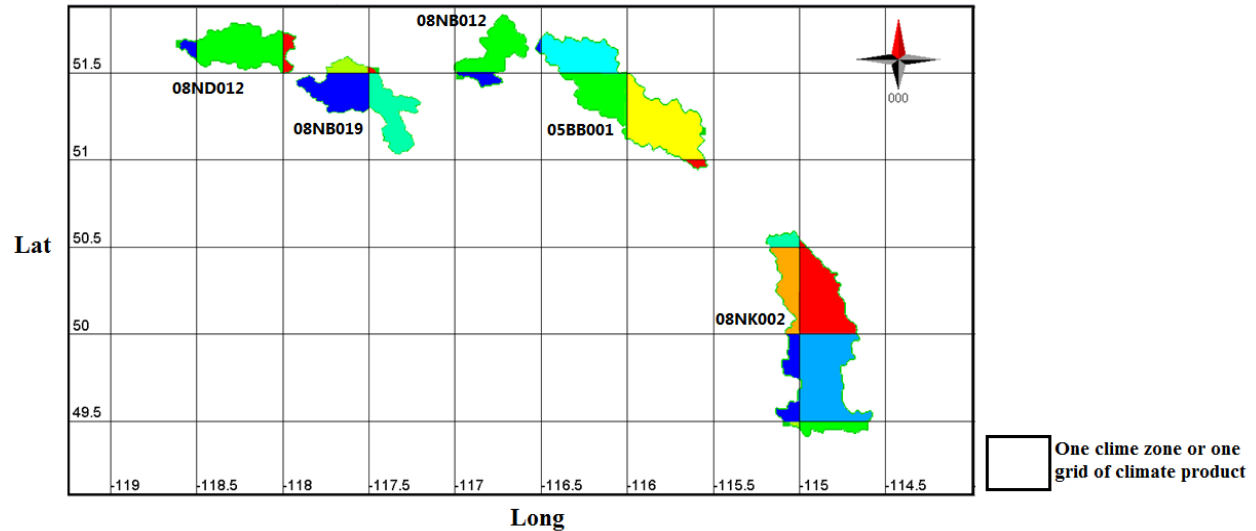 08NB012
000
51.5
08ND012
08NB019
05BB001
51
Lat
50.5
08NK002
50
49.5
One clime zone or one
grid of climate product
-119
-118.5
-118
-117.5
-117
-116.5
-116
-115.5
-115
-114.5
Long